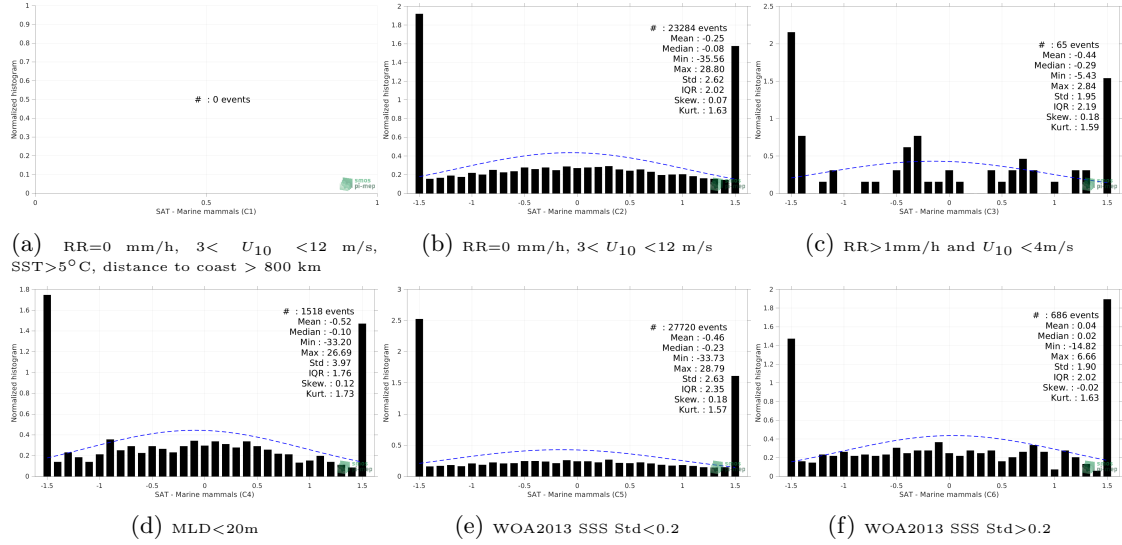 Normalized histogram
1
0.9
0.8
0.7
0.6
0.5
0.4
0.3
0.2
0.1
0
# : 0 events
0
0.5
1
SAT - Marine mammals (C1)
smos
pi-mep
(a) RR=0 mm/h, 3< U10 <12 m/s,
SST>5°C, distance to coast > 800 km
Normalized histogram
2
1.8
1.6
1.4
1.2
1
0.8
0.6
0.4
0.2
0
# : 23284 events
Mean : -0.25
Median : -0.08
Min : -35.56
Max : 28.80
Std : 2.62
IQR : 2.02
Skew. : 0.07
Kurt. : 1.63
-1.5
-1
-0.5
0
0.5
1
1.5
SAT - Marine mammals (C2)
smos
pi-mep
(b) RR=0 mm/h, 3< U10 <12 m/s
Normalized histogram
2.5
2
1.5
1
0.5
0
# : 65 events
Mean : -0.44
Median : -0.29
Min : -5.43
Max : 2.84
Std : 1.95
IQR : 2.19
Skew. : 0.18
Kurt. : 1.59
-1.5
-1
-0.5
0
0.5
1
1.5
SAT - Marine mammals (C3)
smos
pi-mep
(c) RR>1mm/h and U10 <4m/s
Normalized histogram
1.8
1.6
1.4
1.2
1
0.8
0.6
0.4
0.2
0
# : 1518 events
Mean : -0.52
Median : -0.10
Min : -33.20
Max : 26.69
Std : 3.97
IQR : 1.76
Skew. : 0.12
Kurt. : 1.73
-1.5
-1
-0.5
0
0.5
1
1.5
SAT - Marine mammals (C4)
smos
pi-mep
(d) MLD<20m
Normalized histogram
3
2.5
2
1.5
1
0.5
0
# : 27720 events
Mean : -0.46
Median : -0.23
Min : -33.73
Max : 28.79
Std : 2.63
IQR : 2.35
Skew. : 0.18
Kurt. : 1.57
-1.5
-1
-0.5
0
0.5
1
1.5
SAT - Marine mammals (C5)
smos
pi-mep
(e) WOA2013 SSS Std<0.2
Normalized histogram
2
1.8
1.6
1.4
1.2
1
0.8
0.6
0.4
0.2
0
# : 686 events
Mean : 0.04
Median : 0.02
Min : -14.82
Max : 6.66
Std : 1.90
IQR : 2.02
Skew. : -0.02
Kurt. : 1.63
-1.5
-1
-0.5
0
0.5
1
1.5
SAT - Marine mammals (C6)
smos
pi-mep
(f) WOA2013 SSS Std>0.2